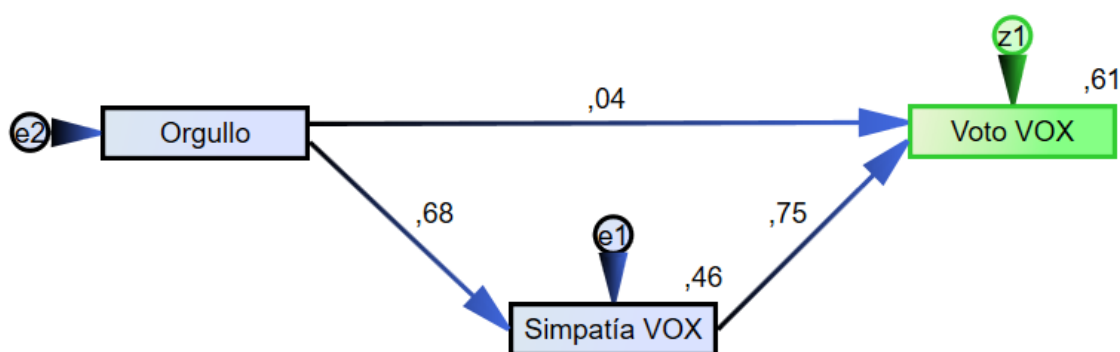 z1
,61
,04
e2
Orgullo
Voto VOX
,68
,75
e1
,46
Simpatía VOX